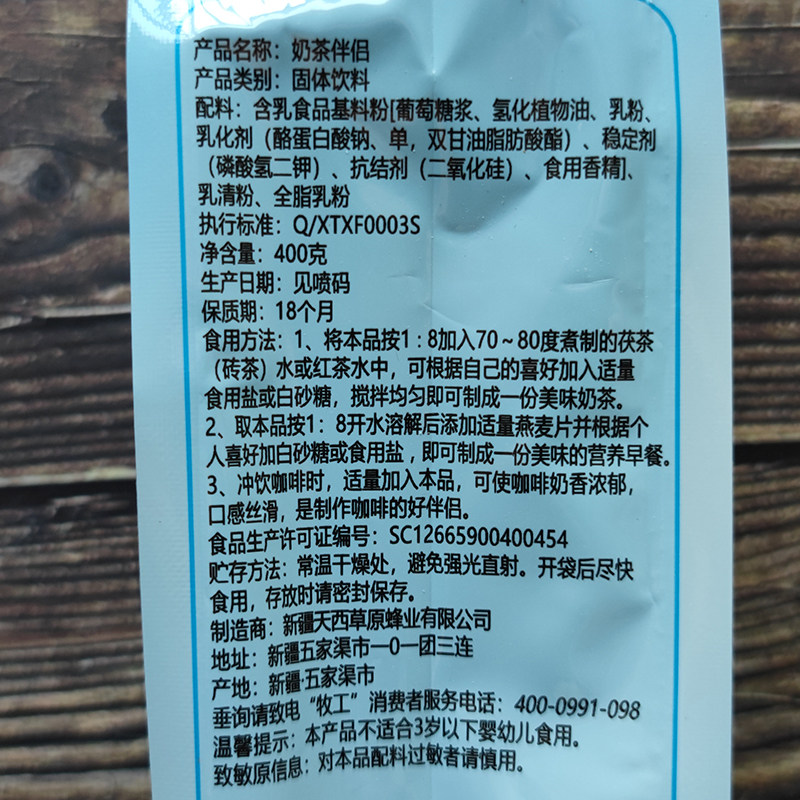 产品名称：奶茶伴侣
产品类别：固体饮料
配料：含乳食品基料粉[葡萄糖浆、氢化植物油、乳粉、
乳化剂（酪蛋白酸钠、单，双甘油脂肪酸酯）、稳定剂
（磷酸氢二钾）、抗结剂（二氧化硅）、食用香精]、
乳清粉、全脂乳粉
执行标准：Q/XTXF0003S
净含量：400克
生产日期：见喷码
保质期：18个月
食用方法：1、将本品按1：8加入70～80度煮制的茯茶
（砖茶）水或红茶水中，可根据自己的喜好加入适量
食用盐或白砂糖，搅拌均匀即可制成一份美味奶茶。
2、取本品按1：8开水溶解后添加适量燕麦片并根据个
人喜好加白砂糖或食用盐，即可制成一份美味的营养早餐。
3、冲饮咖啡时，适量加入本品，可使咖啡奶香浓郁，
口感丝滑，是制作咖啡的好伴侣。
食品生产许可证编号：SC12665900400454
贮存方法：常温干燥处，避免强光直射。开袋后尽快
食用，存放时请密封保存。
制造商：新疆天西草原蜂业有限公司
地址：新疆五家渠市一0一团三连
产地：新疆·五家渠市
垂询请致电“牧工”消费者服务电话：400-0991-098
温馨提示：本产品不适合3岁以下婴幼儿食用。
致敏原信息：对本品配料过敏者请慎用。